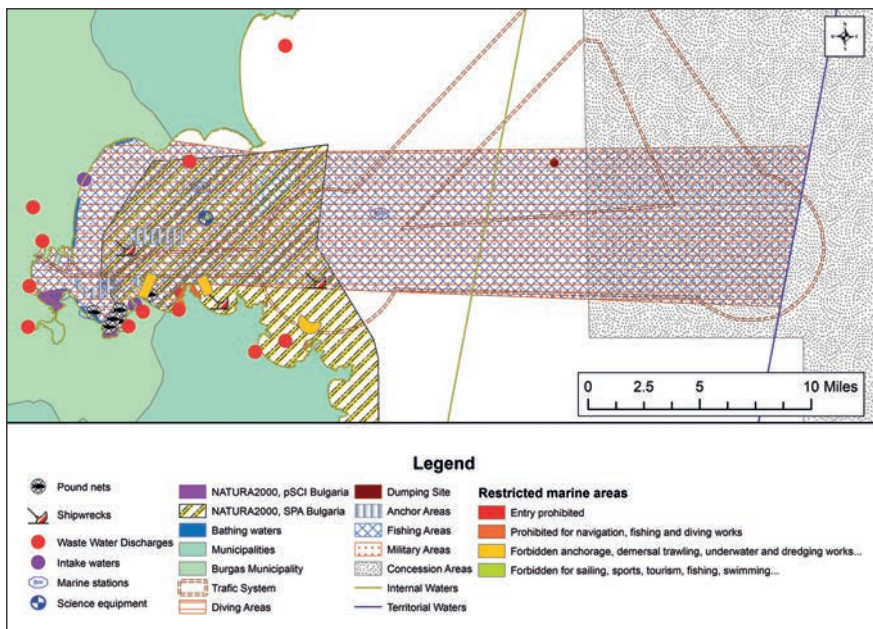 0 2.5 5 10 Miles
Legend
Pound nets
Shipwrecks
Waste Water Discharges
Intake waters
Marine stations
Science equipment
NATURA2000, pSCI Bulgaria
NATURA2000, SPA Bulgaria
Bathing waters
Municipalities
Burgas Municipality
Trafic System
Diving Areas
Dumping Site
Anchor Areas
Fishing Areas
Military Areas
Concession Areas
Internal Waters
Territorial Waters
Restricted marine areas
Entry prohibited
Prohibited for navigation, fishing and diving works
Forbidden anchorage, demersal trawling, underwater and dredging works...
Forbidden for sailing, sports, tourism, fishing, swimming...